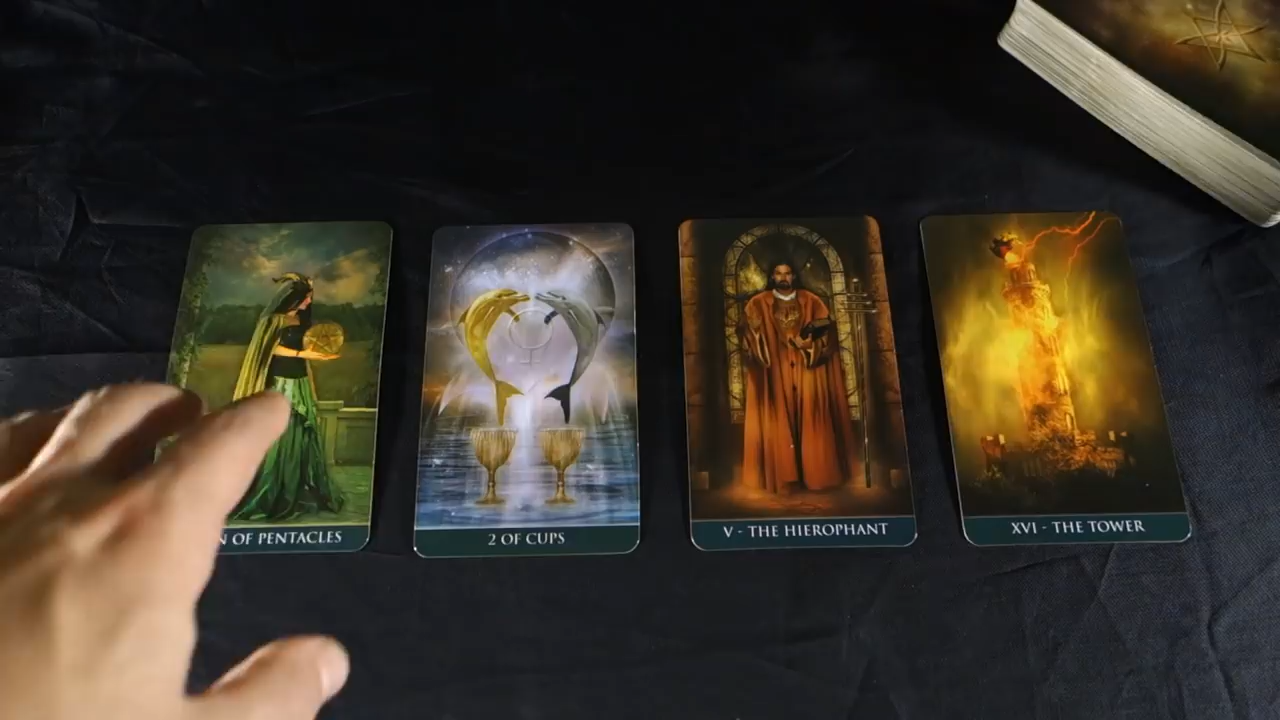 N OF PENTACLES
2 OF CUPS
V - THE HIEROPHANT
XVI - THE TOWER